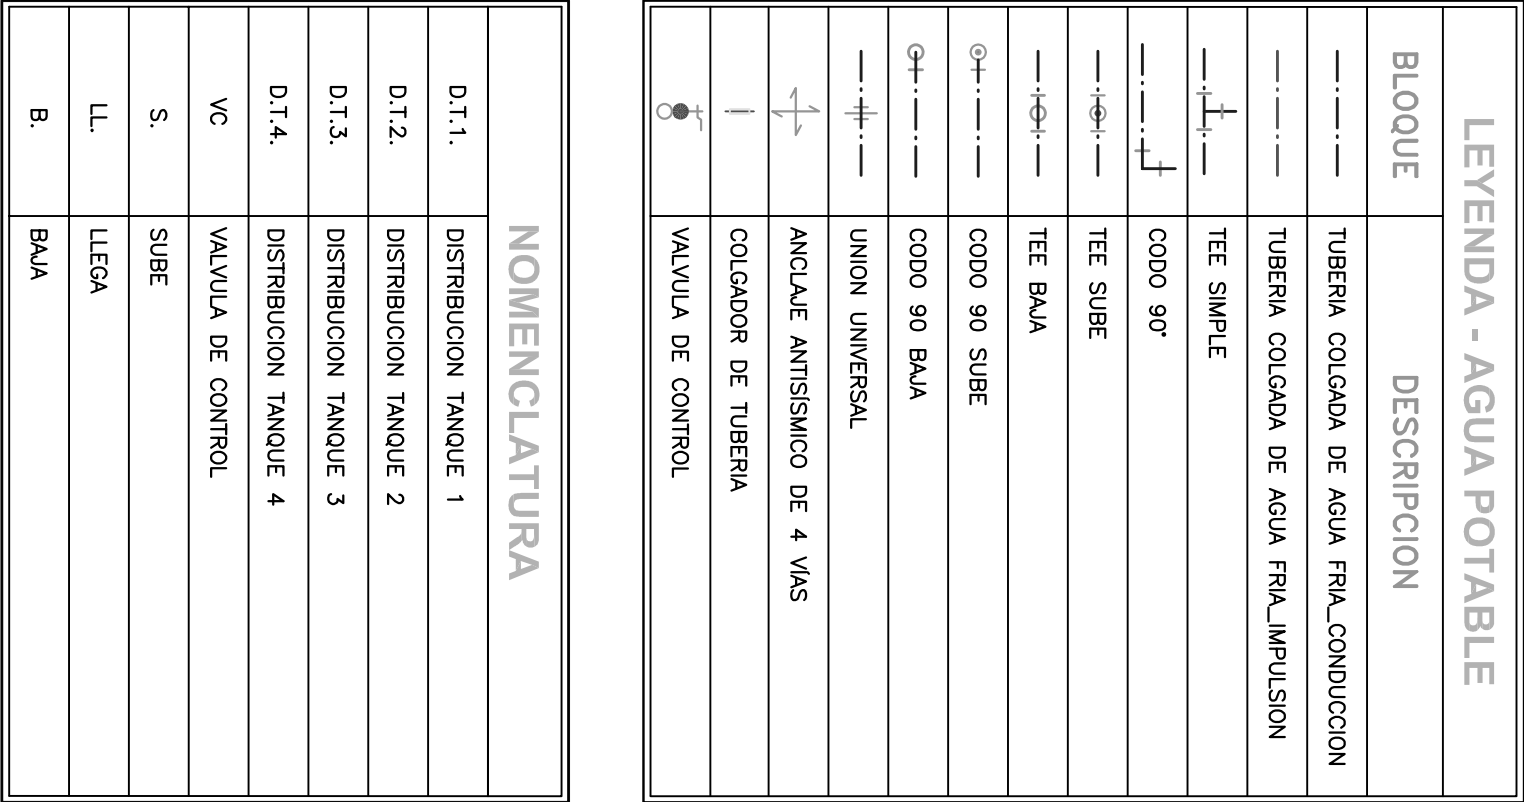 LEYENDA - AGUA POTABLE
BLOQUE DESCRIPCION
TUBERIA COLGADA DE AGUA FRIA_CONDUCCION
TUBERIA COLGADA DE AGUA FRIA_IMPULSION
TEE SIMPLE
CODO 90°
TEE SUBE
TEE BAJA
CODO 90 SUBE
CODO 90 BAJA
UNION UNIVERSAL
ANCLAJE ANTISÍSMICO DE 4 VÍAS
COLGADOR DE TUBERIA
VALVULA DE CONTROL
NOMENCLATURA
D.T.1. DISTRIBUCION TANQUE 1
D.T.2. DISTRIBUCION TANQUE 2
D.T.3. DISTRIBUCION TANQUE 3
D.T.4. DISTRIBUCION TANQUE 4
VC VALVULA DE CONTROL
S. SUBE
LL. LLEGA
B. BAJA